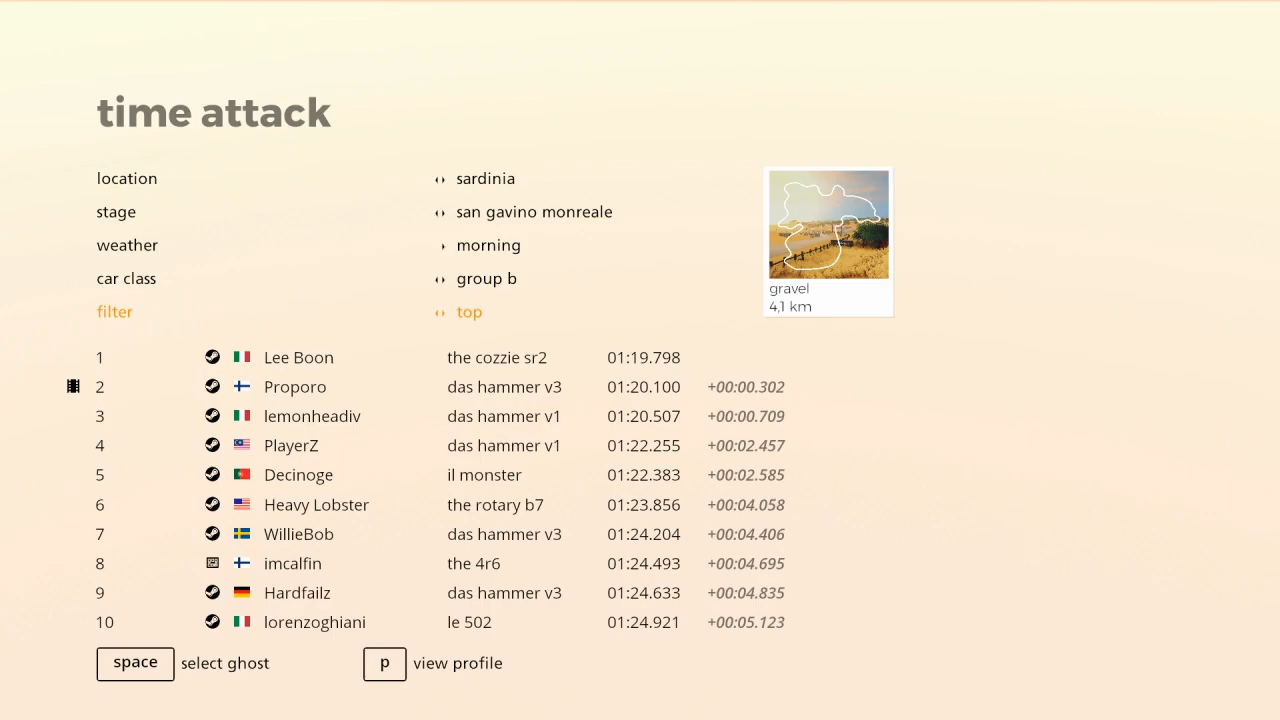 time attack
location sardinia
stage san gavino monreale
weather morning
car class group b
filter top
gravel
4,1 km
1 Lee Boon the cozzie sr2 01:19.798
2 Proporo das hammer v3 01:20.100 +00:00.302
3 lemonheadiv das hammer v1 01:20.507 +00:00.709
4 PlayerZ das hammer v1 01:22.255 +00:02.457
5 Decinoge il monster 01:22.383 +00:02.585
6 Heavy Lobster the rotary b7 01:23.856 +00:04.058
7 WillieBob das hammer v3 01:24.204 +00:04.406
8 imcalfin the 4r6 01:24.493 +00:04.695
9 Hardfailz das hammer v3 01:24.633 +00:04.835
10 lorenzoghiani le 502 01:24.921 +00:05.123
space select ghost p view profile